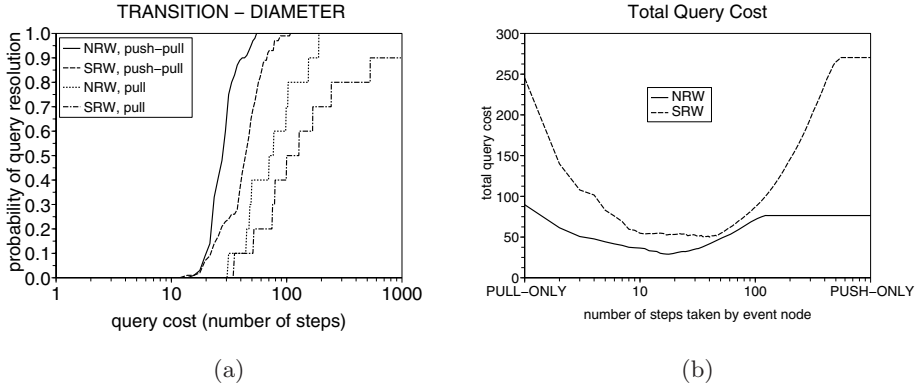 TRANSITION − DIAMETER
probability of query resolution
1.0
0.9
0.8
0.7
0.6
0.5
0.4
0.3
0.2
0.1
0.0
NRW, push−pull
SRW, push−pull
NRW, pull
SRW, pull
1 10 100 1000
query cost (number of steps)
(a)
Total Query Cost
total query cost
300
250
200
150
100
50
0
NRW
SRW
PULL−ONLY 10 100 PUSH−ONLY
number of steps taken by event node
(b)